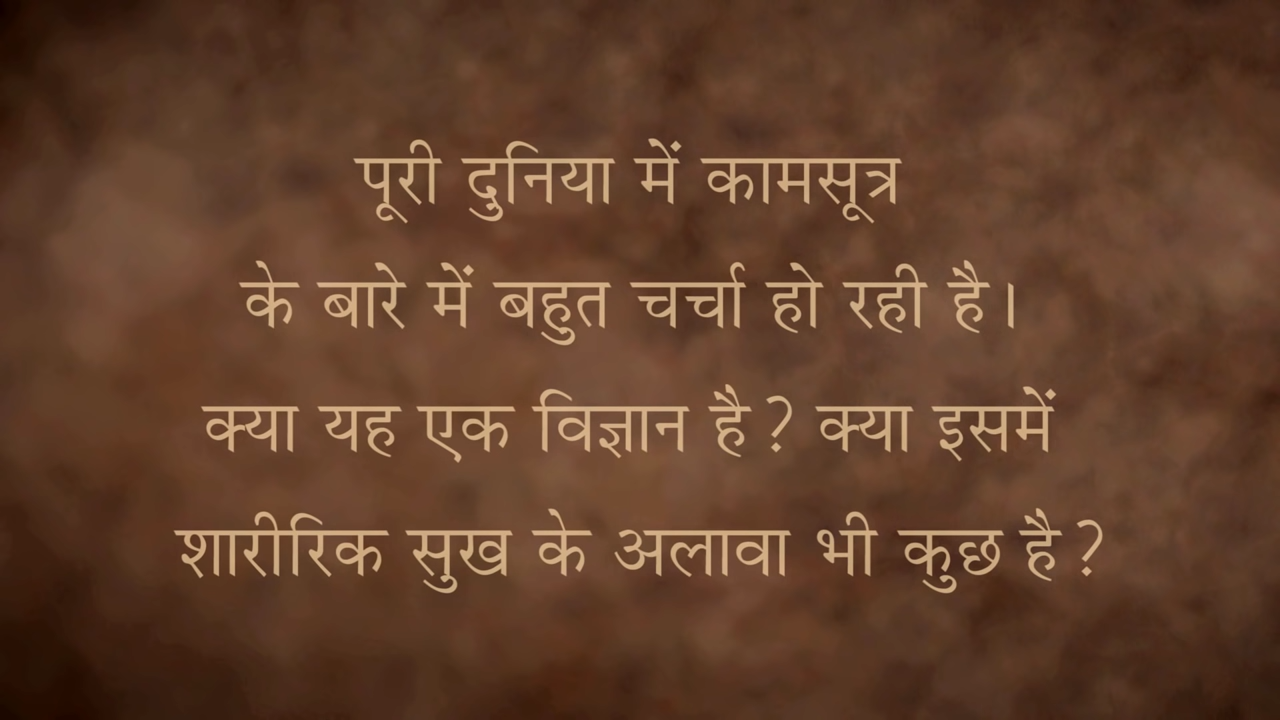 पूरी दुनिया में कामसूत्र
के बारे में बहुत चर्चा हो रही है।
क्या यह एक विज्ञान है? क्या इसमें
शारीरिक सुख के अलावा भी कुछ है?